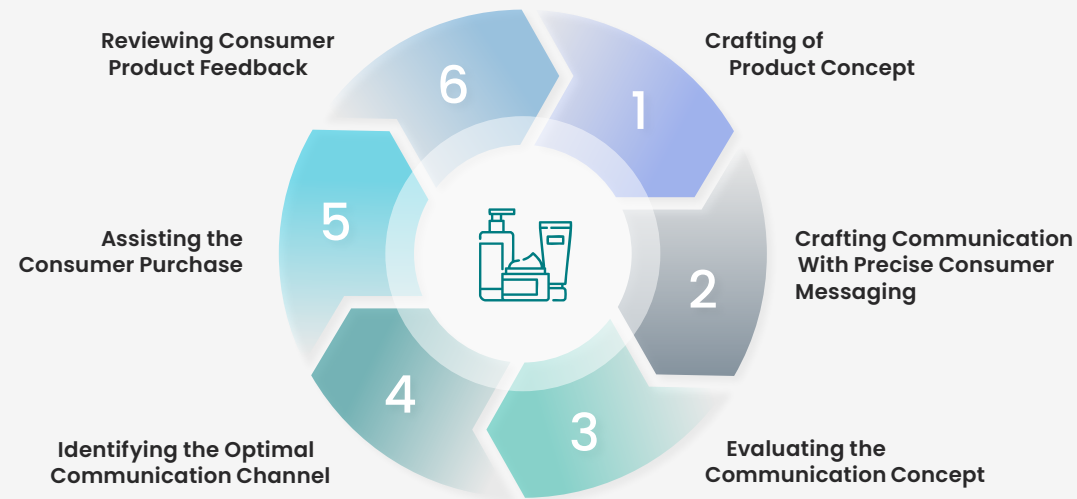 1
Crafting of
Product Concept
2
Crafting Communication
With Precise Consumer
Messaging
3
Evaluating the
Communication Concept
4
Identifying the Optimal
Communication Channel
5
Assisting the
Consumer Purchase
6
Reviewing Consumer
Product Feedback